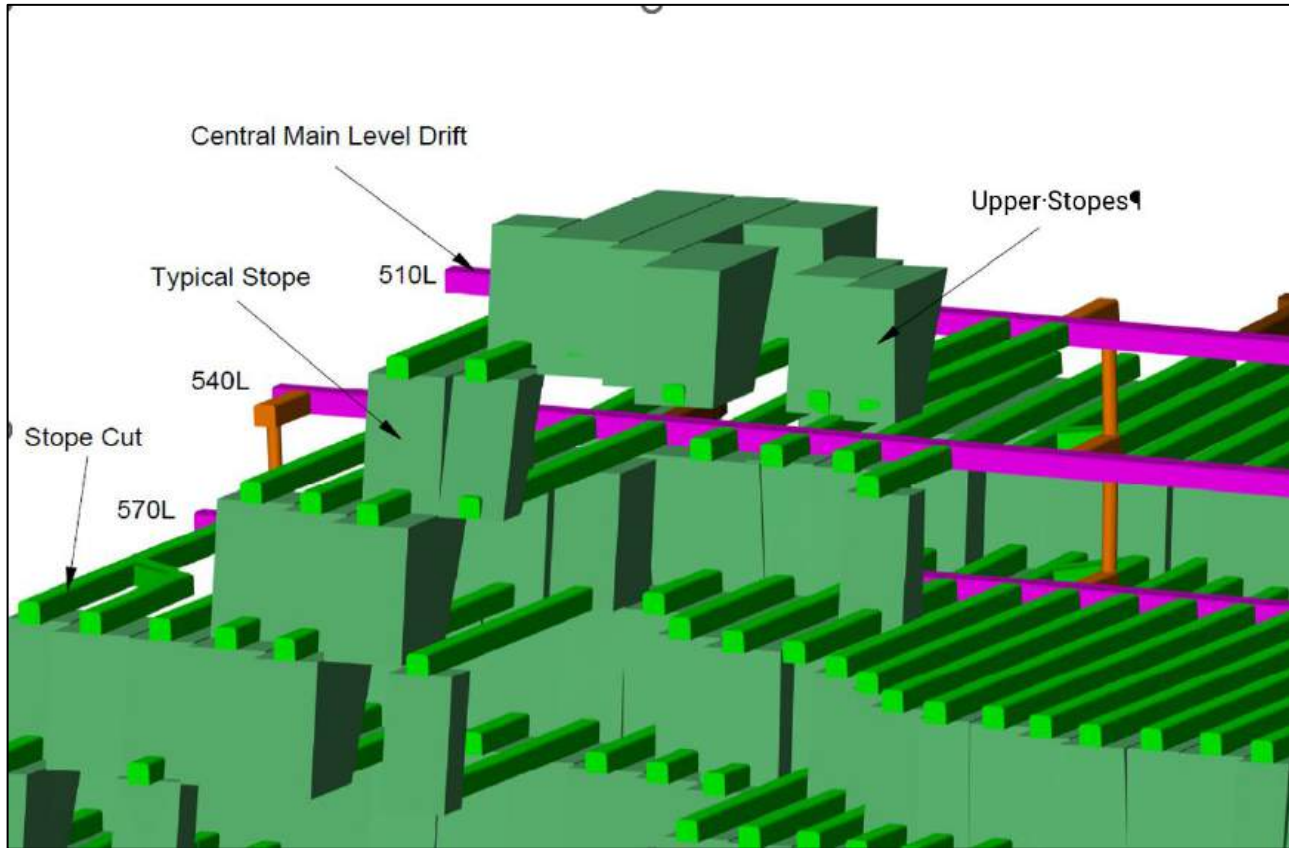 Central Main Level Drift
Upper·Stopes¶
Typical Stope
510L
540L
Stope Cut
570L